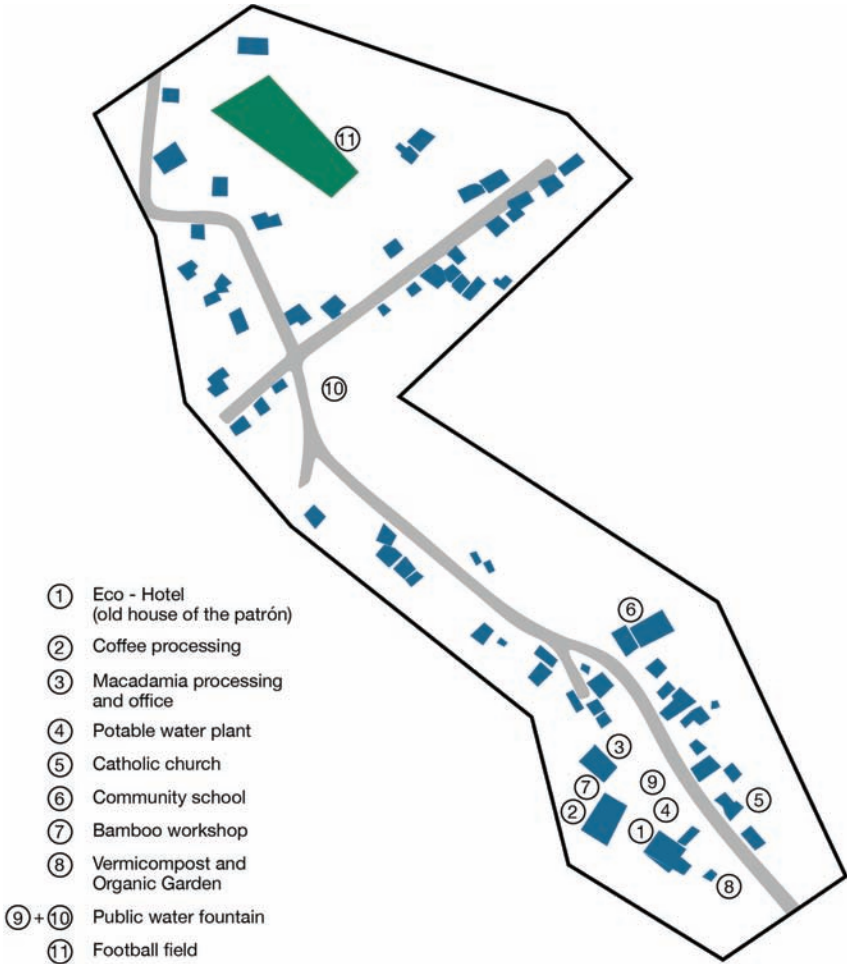 11
10
6
3
9
7
4
2
5
1
8
1 Eco - Hotel
(old house of the patrón)
2 Coffee processing
3 Macadamia processing
and office
4 Potable water plant
5 Catholic church
6 Community school
7 Bamboo workshop
8 Vermicompost and
Organic Garden
9 + 10 Public water fountain
11 Football field